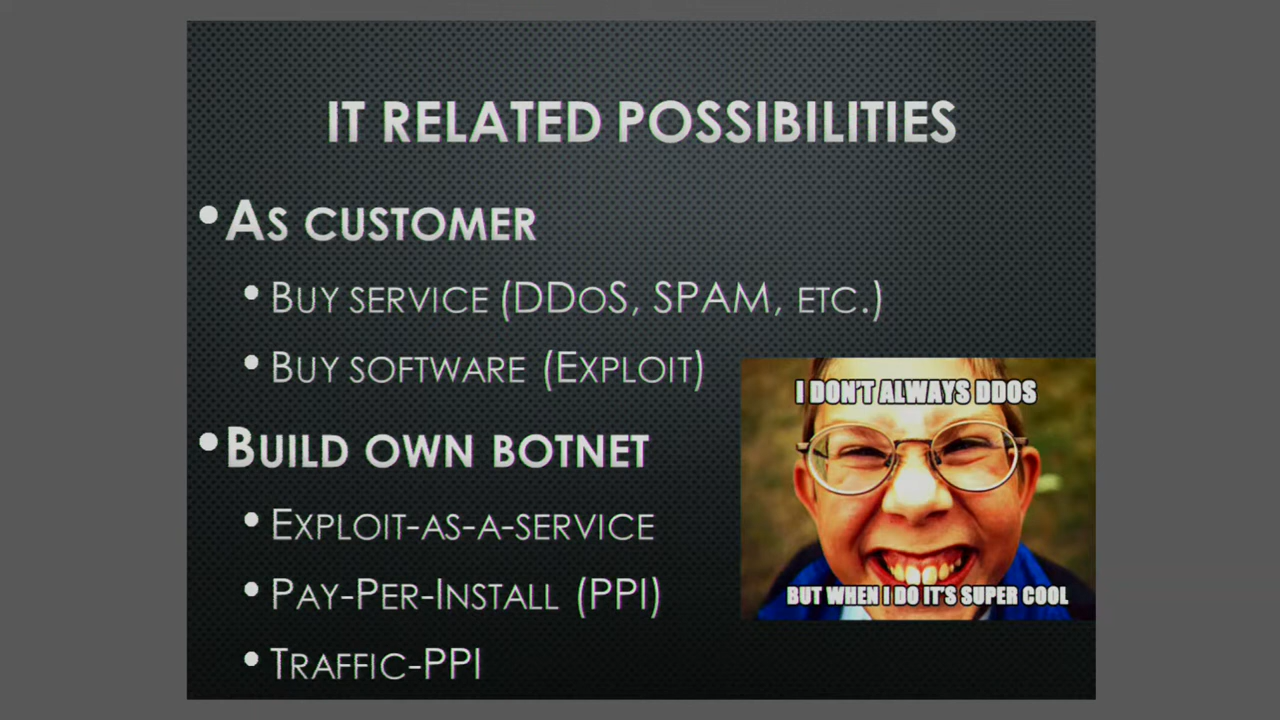 IT RELATED POSSIBILITIES
•AS CUSTOMER
•BUY SERVICE (DDOS, SPAM, ETC.)
•BUY SOFTWARE (EXPLOIT)
•BUILD OWN BOTNET
•EXPLOIT-AS-A-SERVICE
•PAY-PER-INSTALL (PPI)
•TRAFFIC-PPI
I DON'T ALWAYS DDOS
BUT WHEN I DO IT'S SUPER COOL